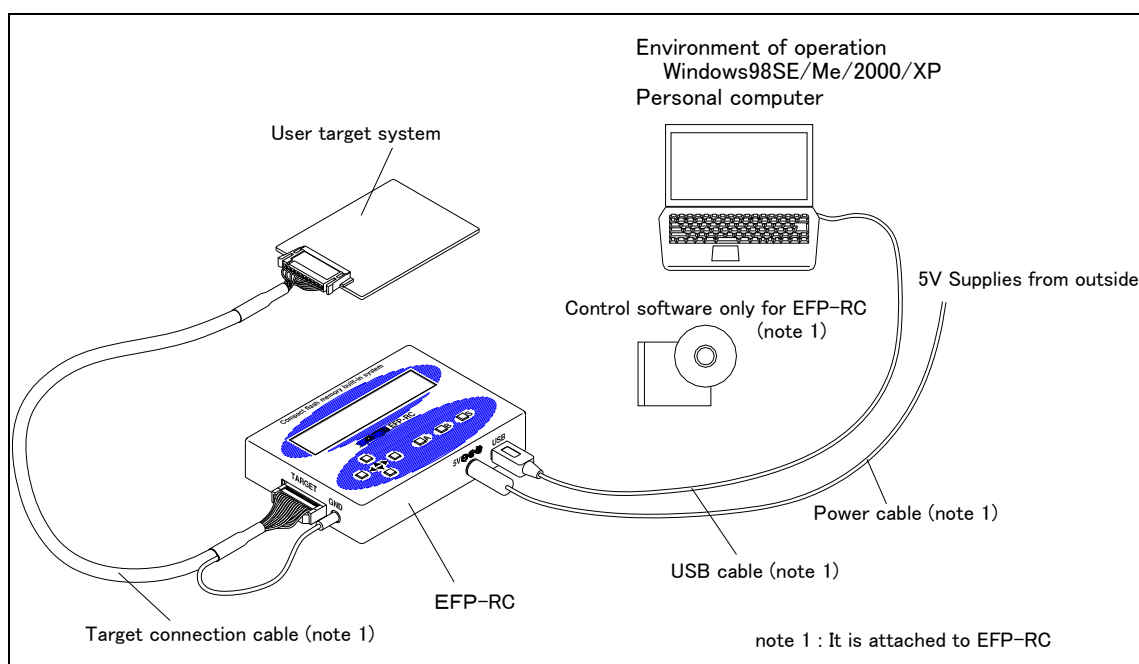 Environment of operation
Windows98SE/Me/2000/XP
Personal computer
User target system
5V Supplies from outside
Control software only for EFP-RC
(note 1)
Compact flash memory built-in system
EFP-RC
A
B
S
5V
USB
TARGET
GND
Power cable (note 1)
USB cable (note 1)
EFP-RC
Target connection cable (note 1)
note 1 : It is attached to EFP-RC